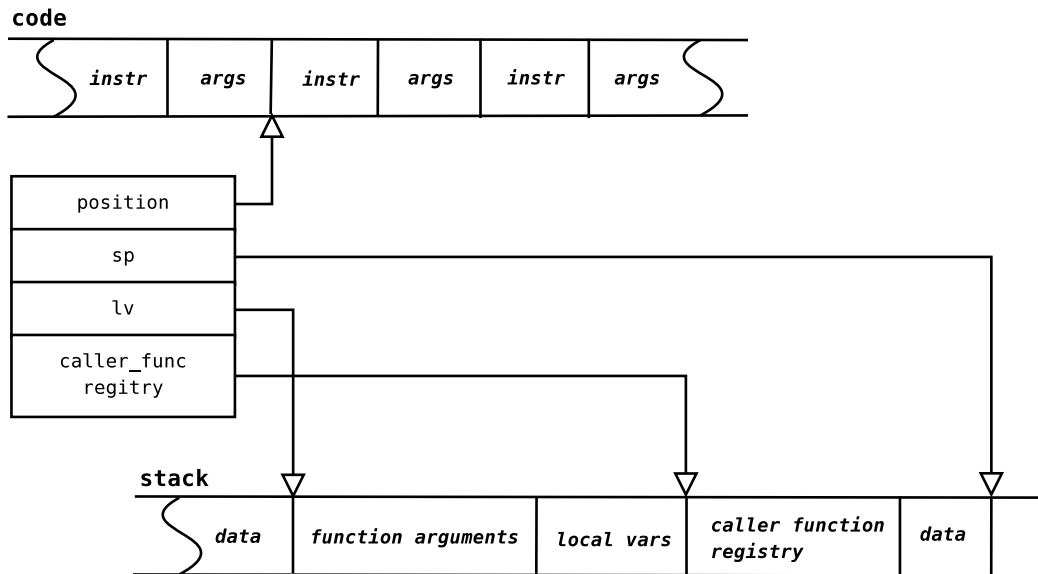 code
instr args instr args instr args
position
sp
lv
caller_func
regitry
stack
data function arguments local vars caller function
registry data